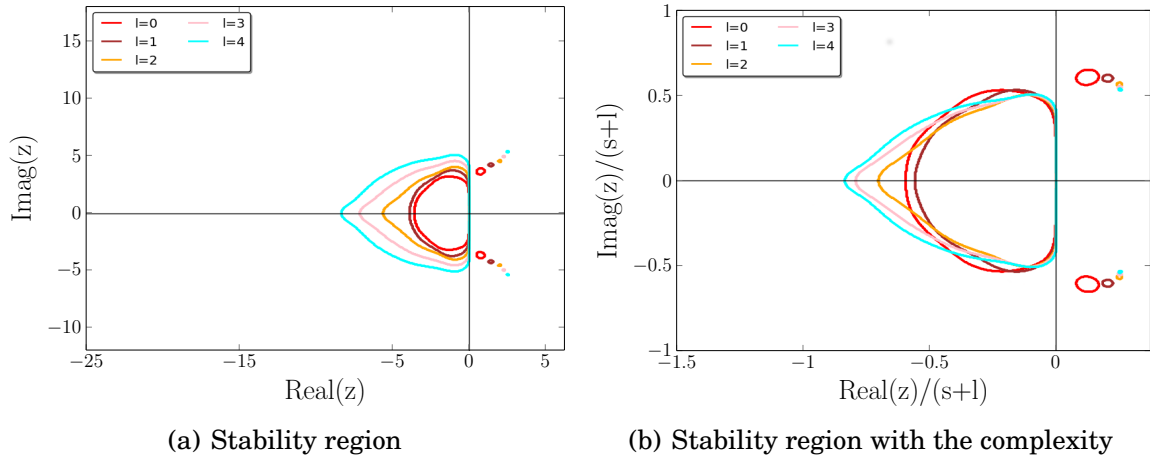 l=0 l=3
l=1 l=4
l=2
15
10
5
0
−5
−10
−25 −15 −5 0 5
Imag(z)
Real(z)
(a) Stability region
l=0 l=3
l=1 l=4
l=2
1
0.5
0
−0.5
−1
−1.5 −1 −0.5 0
Imag(z)/(s+l)
Real(z)/(s+l)
(b) Stability region with the complexity